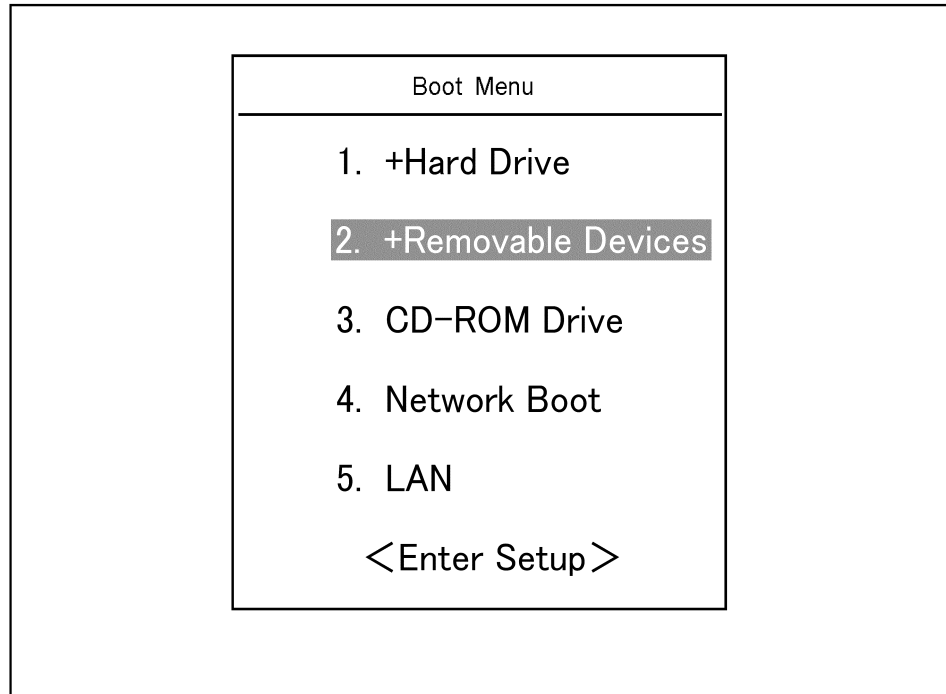 Boot Menu
1. +Hard Drive
2. +Removable Devices
3. CD-ROM Drive
4. Network Boot
5. LAN
<Enter Setup>